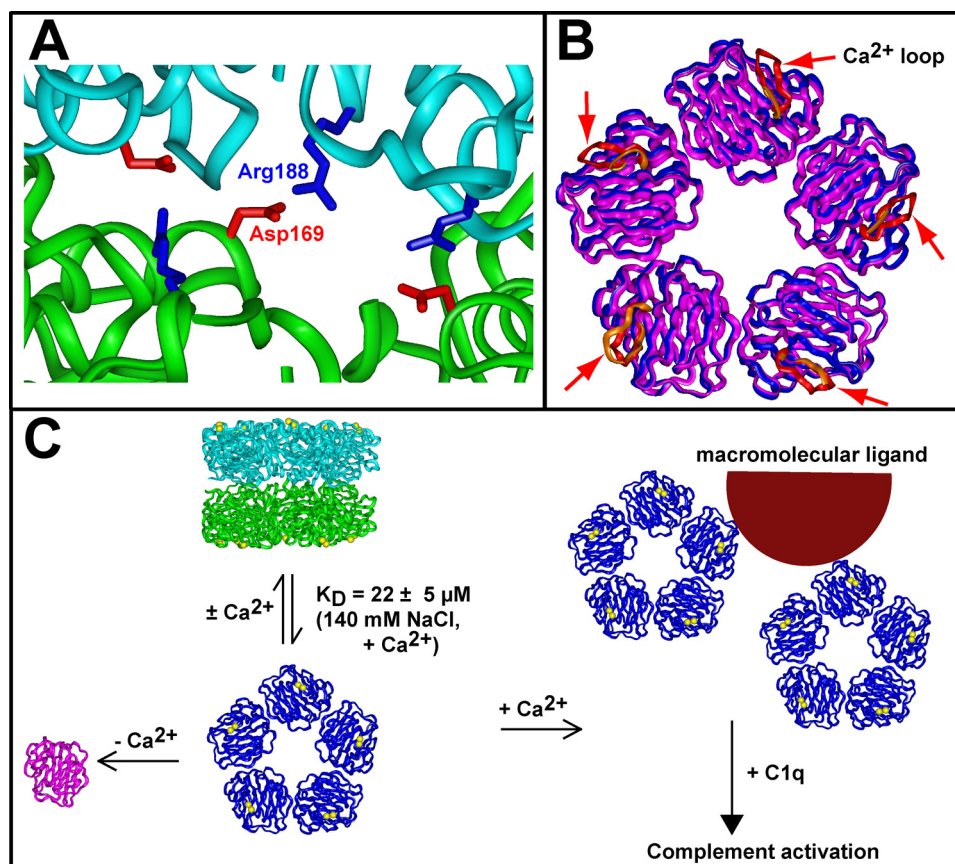 A
Arg188
Asp169
B
Ca2+ loop
C
± Ca2+
KD = 22 ± 5 µM
(140 mM NaCl,
+ Ca2+)
- Ca2+
+ Ca2+
macromolecular ligand
+ C1q
Complement activation